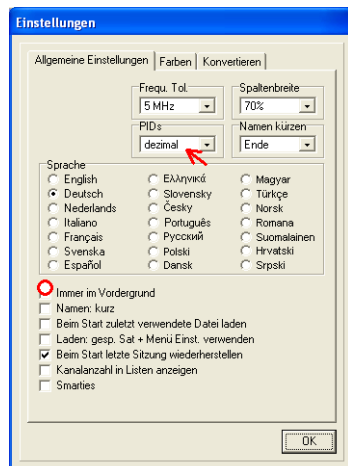 Einstellungen
Allgemeine Einstellungen Farben Konvertieren
Frequ. Tol. Spaltenbreite
5 MHz 70%
PIDs Namen kürzen
dezimal Ende
Sprache
English Ελληνικά Magyar
Deutsch Slovensky Türkçe
Nederlands Česky Norsk
Italiano Português Romana
Français Русский Suomalainen
Svenska Polski Hrvatski
Español Dansk Srpski
Immer im Vordergrund
Namen: kurz
Beim Start zuletzt verwendete Datei laden
Laden: gesp. Sat + Menü Einst. verwenden
Beim Start letzte Sitzung wiederherstellen
Kanalanzahl in Listen anzeigen
Smarties
OK